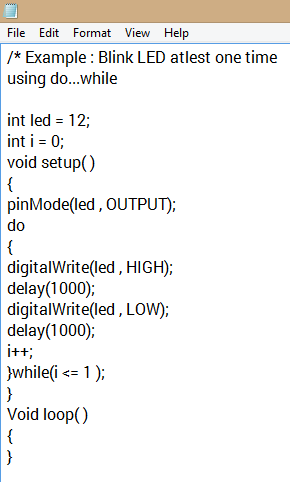 File Edit Format View Help
/* Example : Blink LED atlest one time
using do...while
int led = 12;
int i = 0;
void setup( )
{
pinMode(led , OUTPUT);
do
{
digitalWrite(led , HIGH);
delay(1000);
digitalWrite(led , LOW);
delay(1000);
i++;
}while(i <= 1 );
}
Void loop( )
{
}